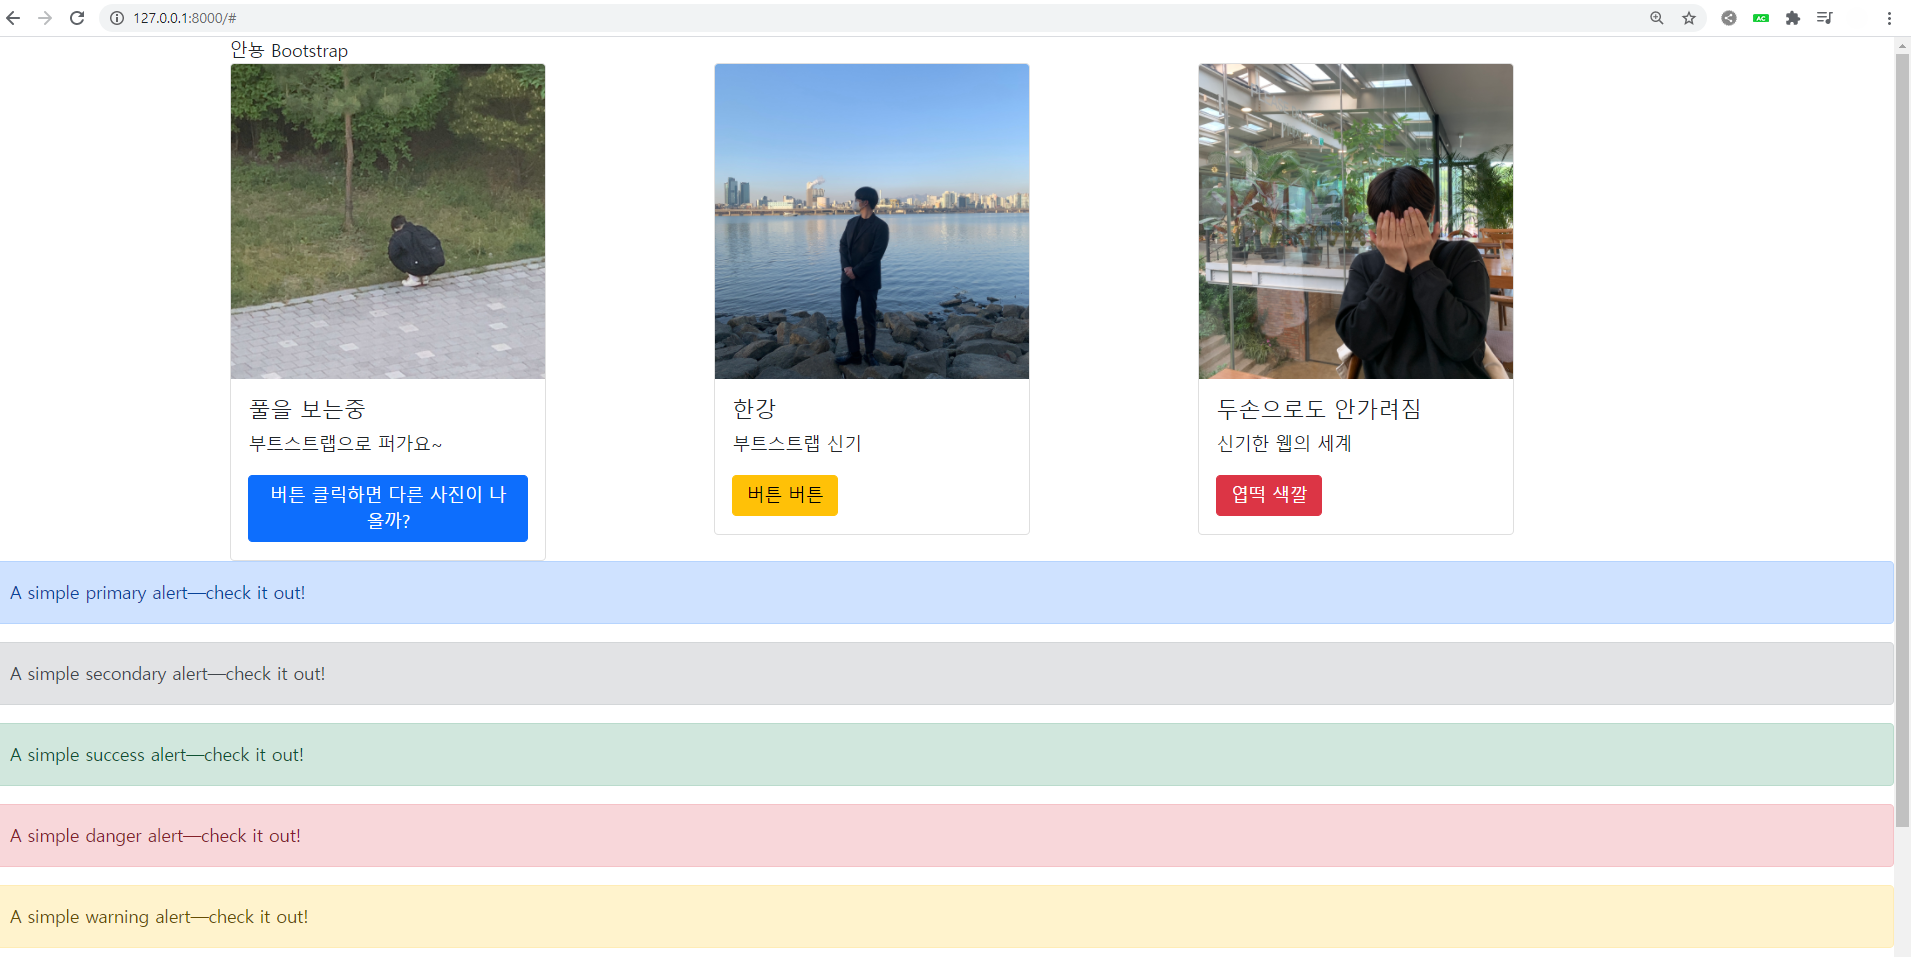 127.0.0.1:8000/#
AC
안뇽 Bootstrap
풀을 보는중
부트스트랩으로 퍼가요~
버튼 클릭하면 다른 사진이 나
올까?
한강
부트스트랩 신기
버튼 버튼
두손으로도 안가려짐
신기한 웹의 세계
엽떡 색깔
A simple primary alert—check it out!
A simple secondary alert—check it out!
A simple success alert—check it out!
A simple danger alert—check it out!
A simple warning alert—check it out!